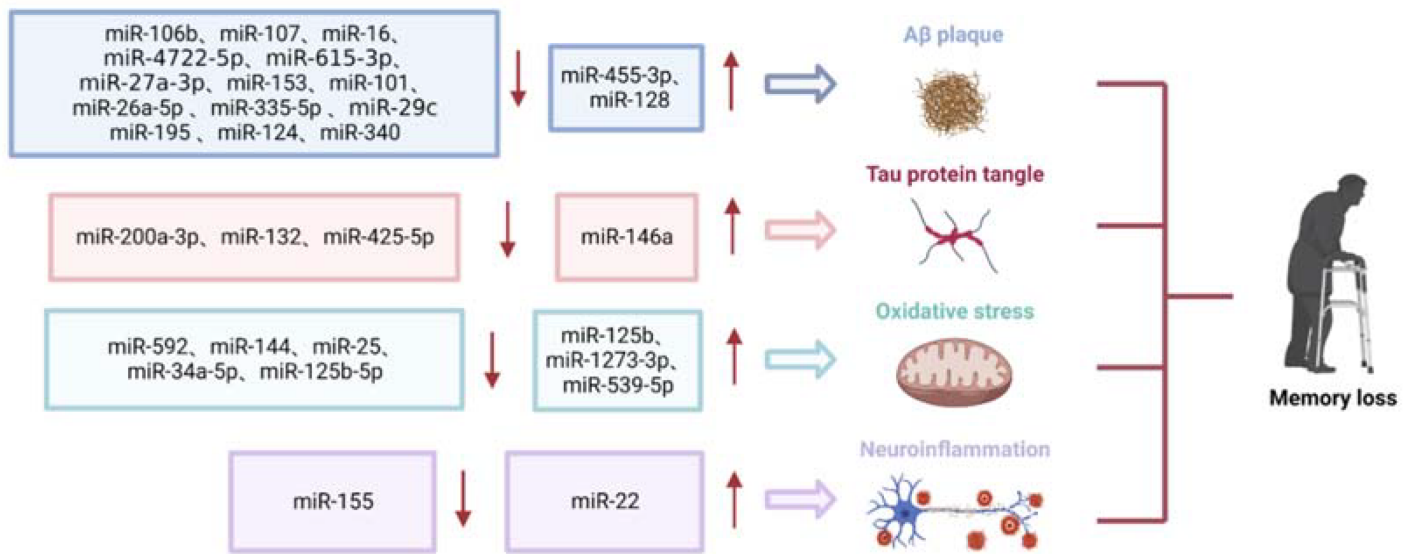 miR-106b、miR-107、miR-16、
miR-4722-5p、miR-615-3p、
miR-27a-3p、miR-153、miR-101、
miR-26a-5p 、miR-335-5p 、miR-29c
miR-195 、miR-124、miR-340
miR-455-3p、
miR-128
Aβ plaque
miR-200a-3p、miR-132、miR-425-5p
miR-146a
Tau protein tangle
miR-592、miR-144、miR-25、
miR-34a-5p、miR-125b-5p
miR-125b、
miR-1273-3p、
miR-539-5p
Oxidative stress
miR-155
miR-22
Neuroinflammation
Memory loss